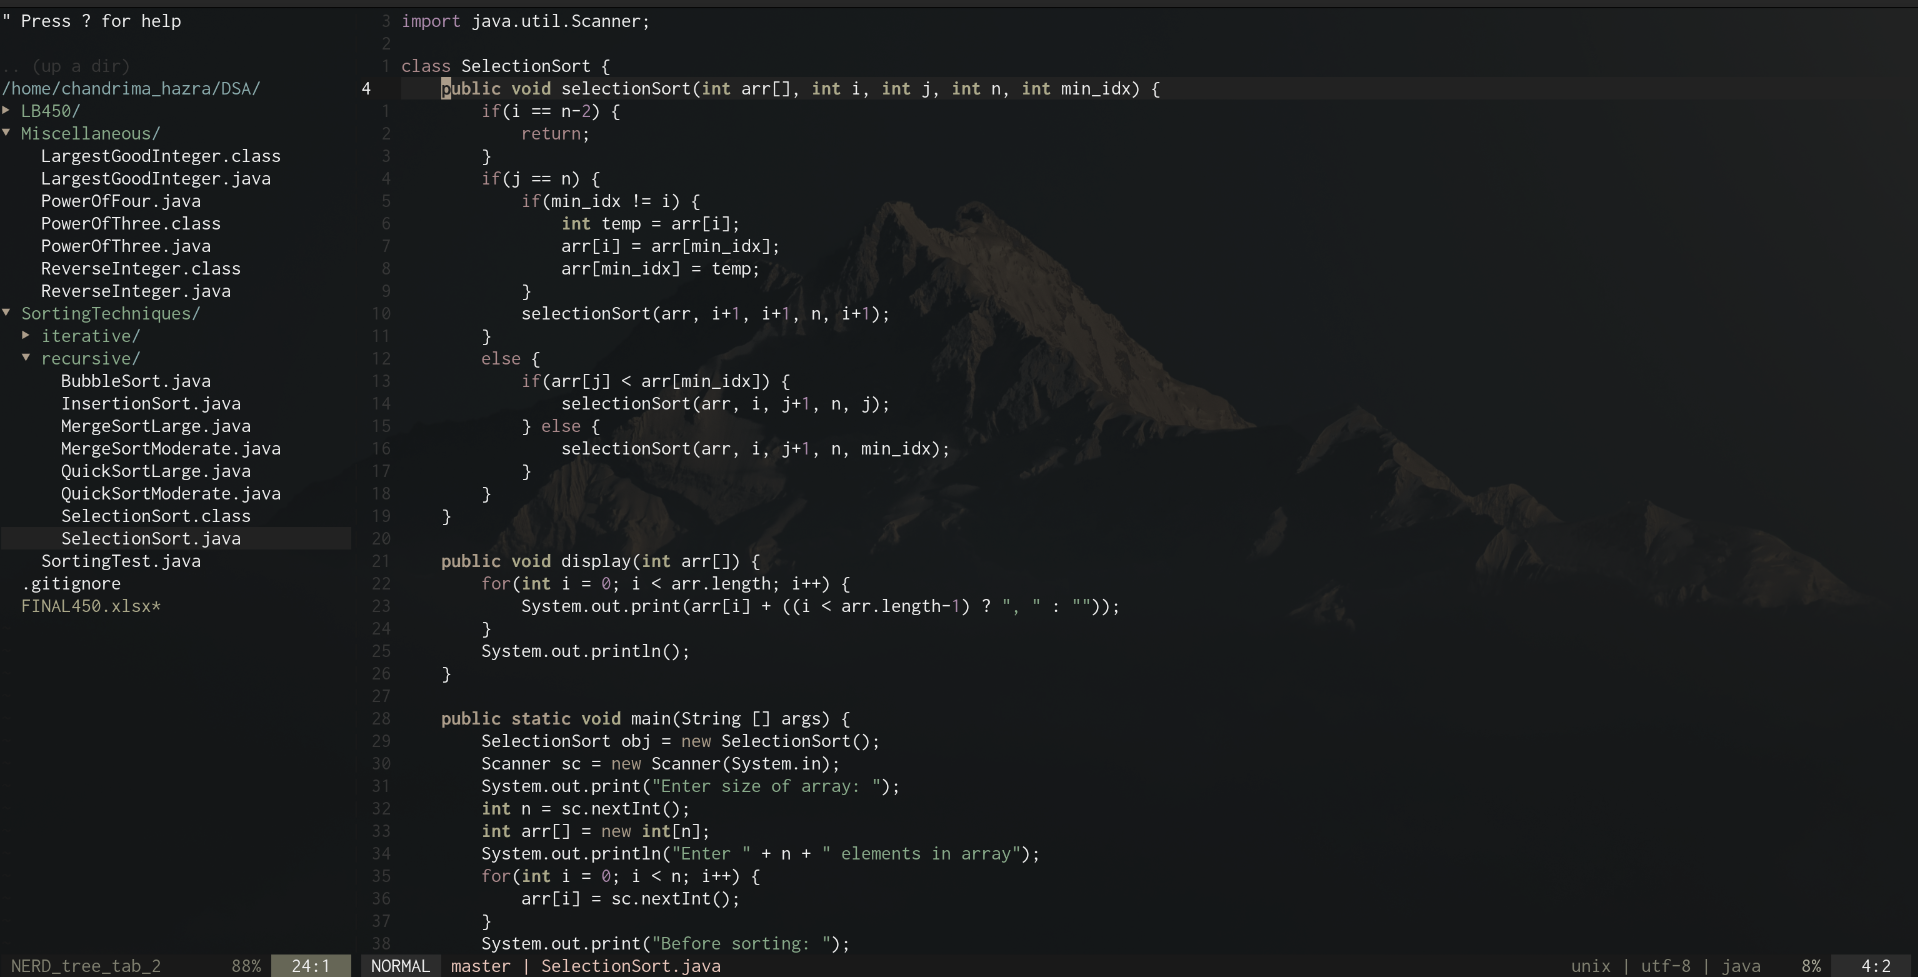 " Press ? for help
.. (up a dir)
/home/chandrima_hazra/DSA/
▸ LB450/
▾ Miscellaneous/
LargestGoodInteger.class
LargestGoodInteger.java
PowerOfFour.java
PowerOfThree.class
PowerOfThree.java
ReverseInteger.class
ReverseInteger.java
▾ SortingTechniques/
▸ iterative/
▾ recursive/
BubbleSort.java
InsertionSort.java
MergeSortLarge.java
MergeSortModerate.java
QuickSortLarge.java
QuickSortModerate.java
SelectionSort.class
SelectionSort.java
SortingTest.java
.gitignore
FINAL450.xlsx*
3 import java.util.Scanner;
2
1 class SelectionSort {
4     public void selectionSort(int arr[], int i, int j, int n, int min_idx) {
1         if(i == n-2) {
2             return;
3         }
4         if(j == n) {
5             if(min_idx != i) {
6                 int temp = arr[i];
7                 arr[i] = arr[min_idx];
8                 arr[min_idx] = temp;
9             }
10             selectionSort(arr, i+1, i+1, n, i+1);
11         }
12         else {
13             if(arr[j] < arr[min_idx]) {
14                 selectionSort(arr, i, j+1, n, j);
15             } else {
16                 selectionSort(arr, i, j+1, n, min_idx);
17             }
18         }
19     }
20
21     public void display(int arr[]) {
22         for(int i = 0; i < arr.length; i++) {
23             System.out.print(arr[i] + ((i < arr.length-1) ? ", " : ""));
24         }
25         System.out.println();
26     }
27
28     public static void main(String [] args) {
29         SelectionSort obj = new SelectionSort();
30         Scanner sc = new Scanner(System.in);
31         System.out.print("Enter size of array: ");
32         int n = sc.nextInt();
33         int arr[] = new int[n];
34         System.out.println("Enter " + n + " elements in array");
35         for(int i = 0; i < n; i++) {
36             arr[i] = sc.nextInt();
37         }
38         System.out.print("Before sorting: ");
NERD_tree_tab_2 88% 24:1 NORMAL master | SelectionSort.java unix | utf-8 | java 8% 4:2